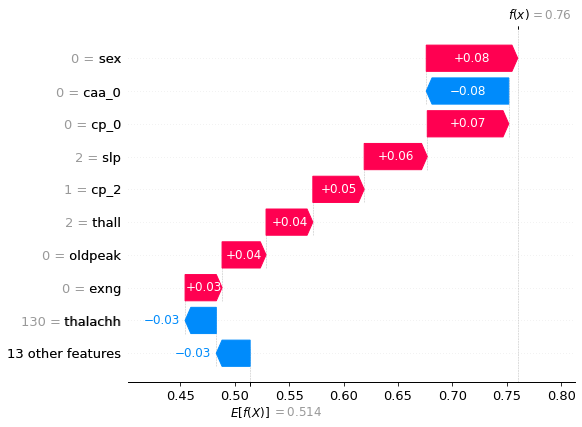 f(x) = 0.76
0 = sex +0.08
0 = caa_0 −0.08
0 = cp_0 +0.07
2 = slp +0.06
1 = cp_2 +0.05
2 = thall +0.04
0 = oldpeak +0.04
0 = exng +0.03
130 = thalachh −0.03
13 other features −0.03
0.45 0.50 0.55 0.60 0.65 0.70 0.75 0.80
E[f(X)] = 0.514